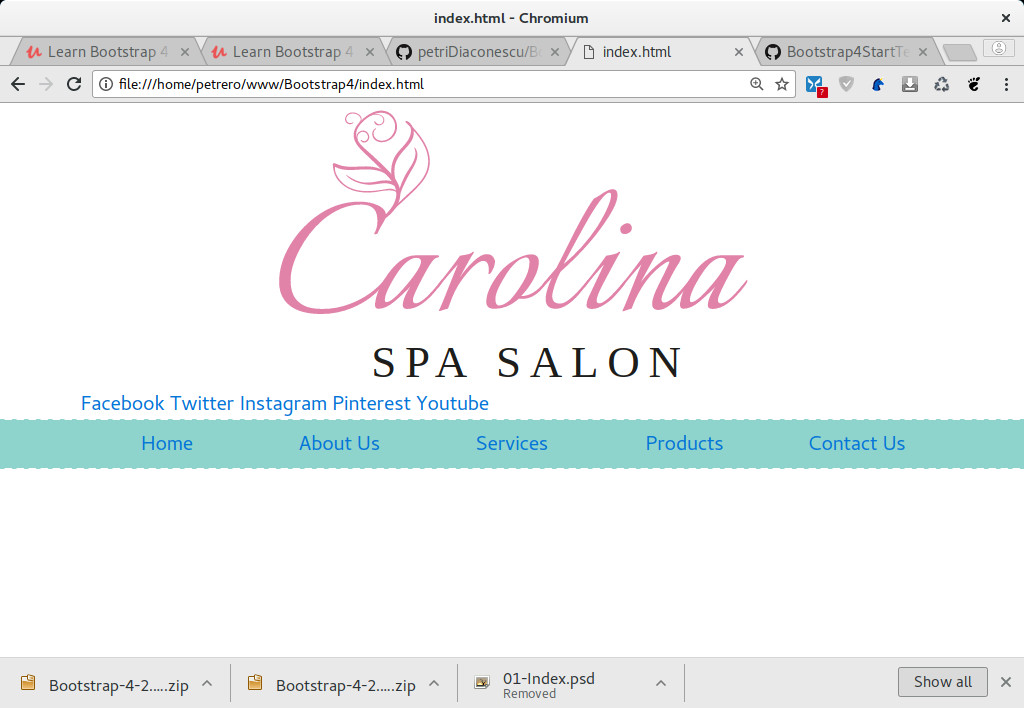 index.html - Chromium
Learn Bootstrap 4
Learn Bootstrap 4
petriDiaconescu/B
index.html
Bootstrap4StartTe
file:///home/petrero/www/Bootstrap4/index.html
?
Carolina
SPA SALON
Facebook Twitter Instagram Pinterest Youtube
Home About Us Services Products Contact Us
Bootstrap-4-2.....zip
Bootstrap-4-2.....zip
01-Index.psd
Removed
Show all